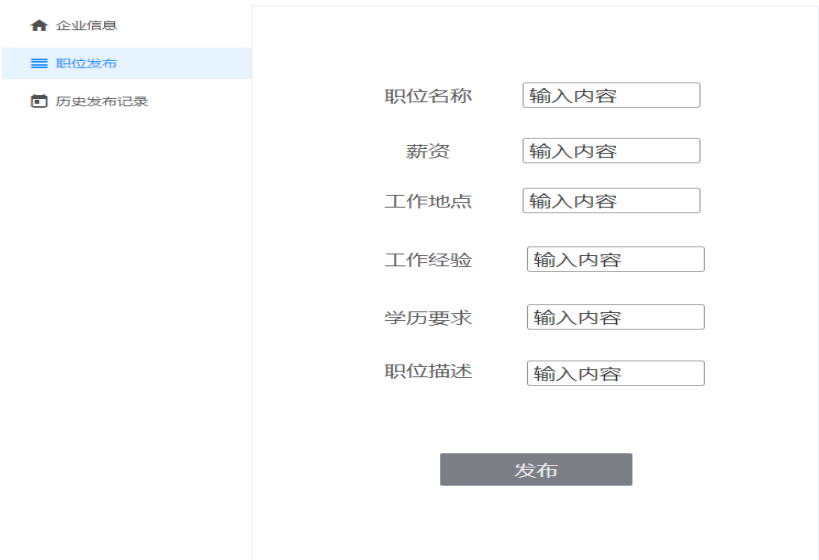 企业信息
职位发布
历史发布记录
职位名称 输入内容
薪资 输入内容
工作地点 输入内容
工作经验 输入内容
学历要求 输入内容
职位描述 输入内容
发布